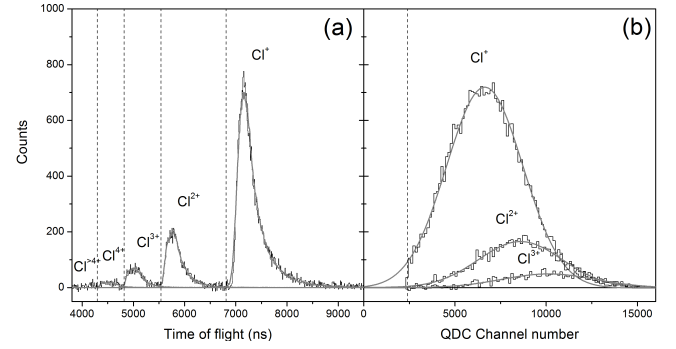 1000
(a)
(b)
Cl+
Cl+
800
600
Counts
400
Cl2+
Cl2+
200
Cl>4+
Cl4+
Cl3+
Cl3+
0
4000
5000
6000
7000
8000
9000
0
5000
10000
15000
Time of flight (ns)
QDC Channel number